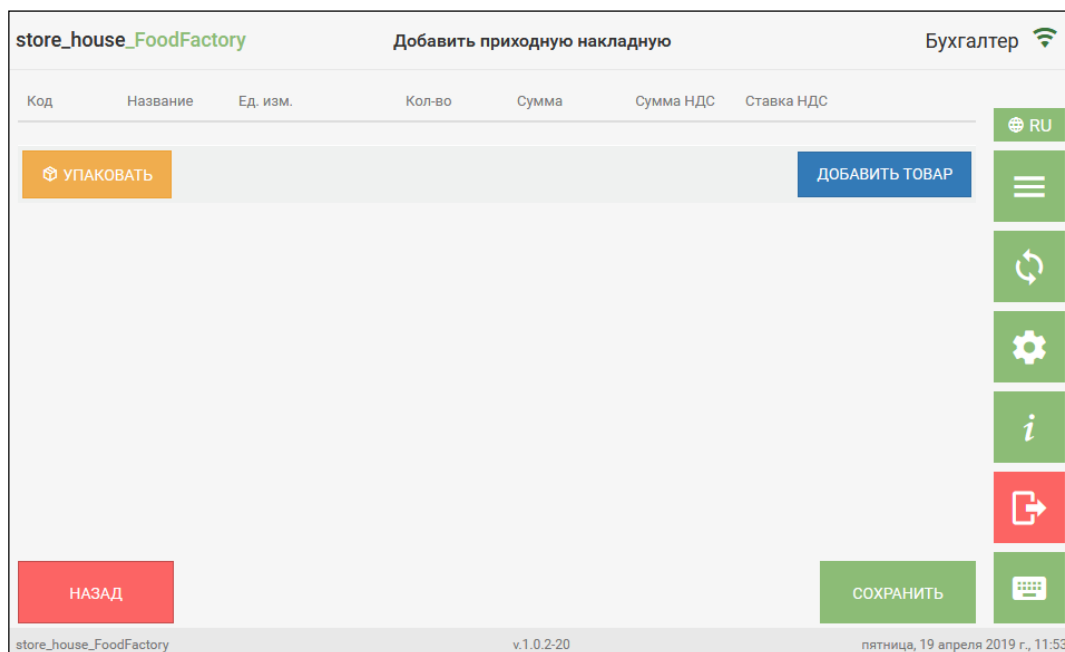 store_house_FoodFactory Добавить приходную накладную Бухгалтер
Код Название Ед. изм. Кол-во Сумма Сумма НДС Ставка НДС
RU
УПАКОВАТЬ ДОБАВИТЬ ТОВАР
i
НАЗАД СОХРАНИТЬ
store_house_FoodFactory v.1.0.2-20 пятница, 19 апреля 2019 г., 11:53